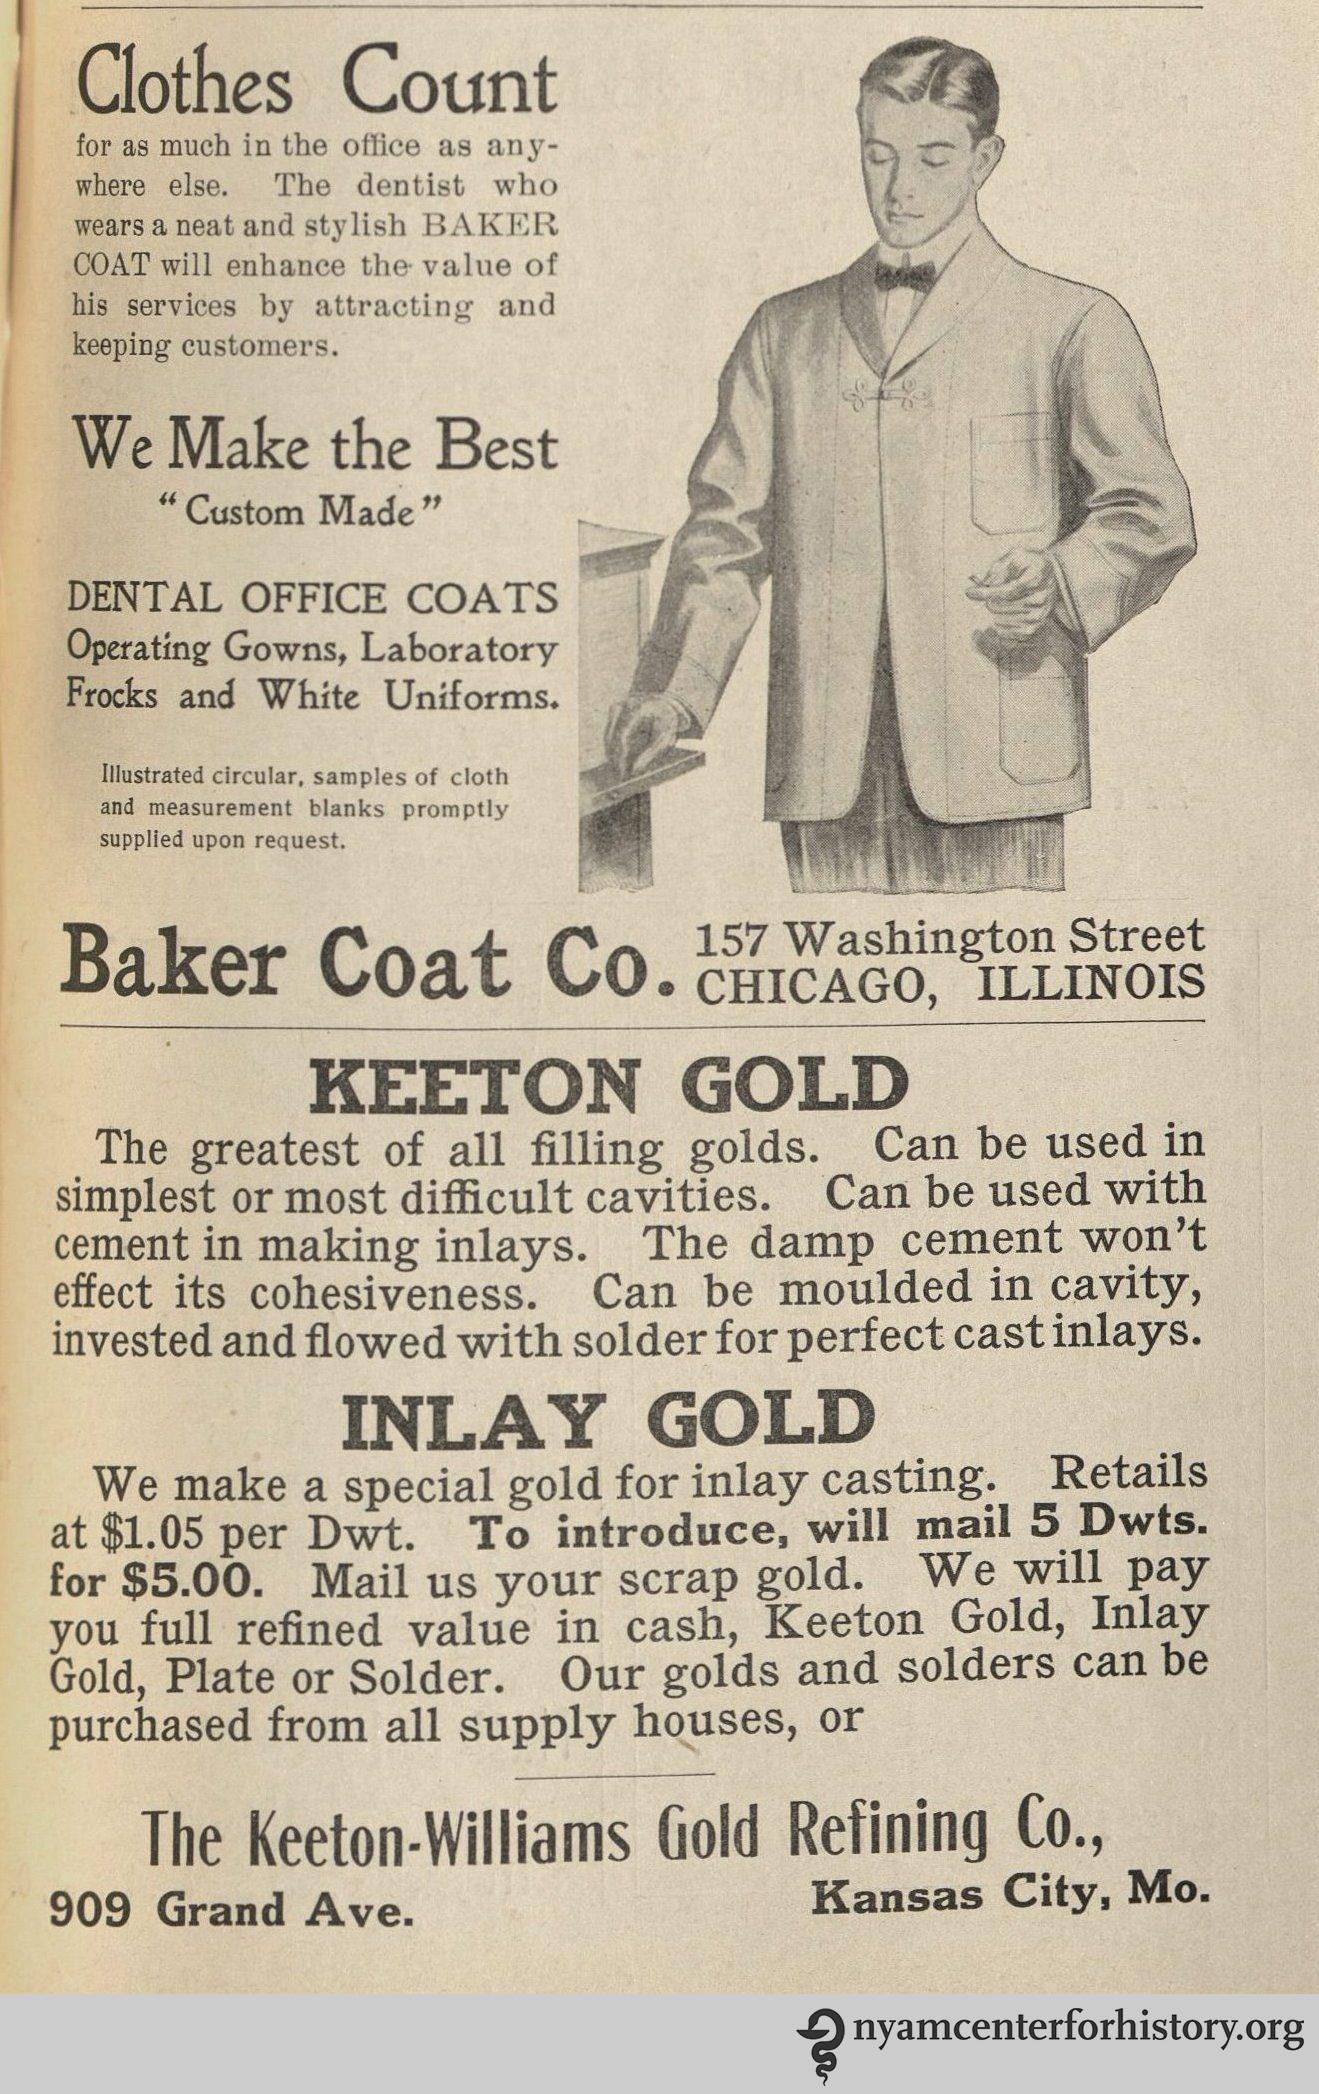 Clothes Count
for as much in the office as any-
where else. The dentist who
wears a neat and stylish BAKER
COAT will enhance the value of
his services by attracting and
keeping customers.
We Make the Best
“Custom Made”
DENTAL OFFICE COATS
Operating Gowns, Laboratory
Frocks and White Uniforms.
Illustrated circular, samples of cloth
and measurement blanks promptly
supplied upon request.
Baker Coat Co. 157 Washington Street
CHICAGO, ILLINOIS
KEETON GOLD
The greatest of all filling golds. Can be used in
simplest or most difficult cavities. Can be used with
cement in making inlays. The damp cement won't
effect its cohesiveness. Can be moulded in cavity,
invested and flowed with solder for perfect cast inlays.
INLAY GOLD
We make a special gold for inlay casting. Retails
at $1.05 per Dwt. To introduce, will mail 5 Dwts.
for $5.00. Mail us your scrap gold. We will pay
you full refined value in cash, Keeton Gold, Inlay
Gold, Plate or Solder. Our golds and solders can be
purchased from all supply houses, or
The Keeton-Williams Gold Refining Co.,
909 Grand Ave. Kansas City, Mo.
nyamcenterforhistory.org